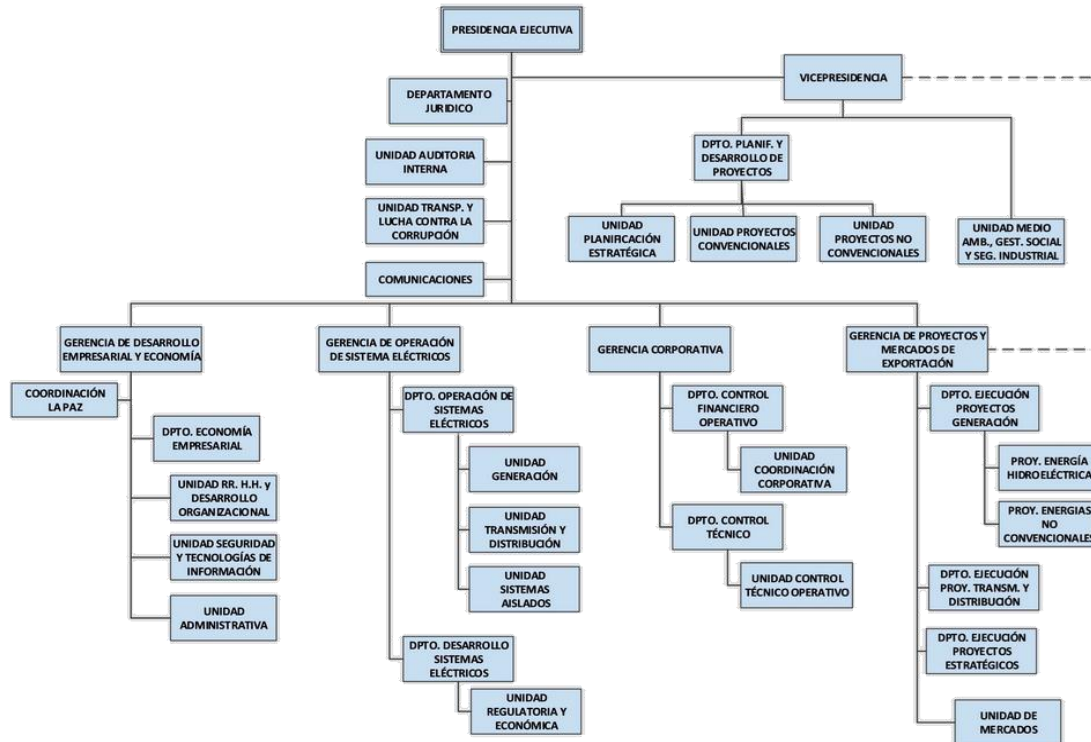 PRESIDENCIA EJECUTIVA
VICEPRESIDENCIA
DEPARTAMENTO
JURIDICO
UNIDAD AUDITORIA
INTERNA
UNIDAD TRANSP. Y
LUCHA CONTRA LA
CORRUPCIÓN
COMUNICACIONES
DPTO. PLANIF. Y
DESARROLLO DE
PROYECTOS
UNIDAD
PLANIFICACIÓN
ESTRATÉGICA
UNIDAD PROYECTOS
CONVENCIONALES
UNIDAD
PROYECTOS NO
CONVENCIONALES
UNIDAD MEDIO
AMB., GEST. SOCIAL
Y SEG. INDUSTRIAL
GERENCIA DE DESARROLLO
EMPRESARIAL Y ECONOMÍA
COORDINACIÓN
LA PAZ
DPTO. ECONOMÍA
EMPRESARIAL
UNIDAD RR. H.H. y
DESARROLLO
ORGANIZACIONAL
UNIDAD SEGURIDAD
Y TECNOLOGÍAS DE
INFORMACIÓN
UNIDAD
ADMINISTRATIVA
GERENCIA DE OPERACIÓN
DE SISTEMA ELÉCTRICOS
DPTO. OPERACIÓN DE
SISTEMAS
ELÉCTRICOS
UNIDAD
GENERACIÓN
UNIDAD
TRANSMISIÓN Y
DISTRIBUCIÓN
UNIDAD
SISTEMAS
AISLADOS
DPTO. DESARROLLO
SISTEMAS
ELÉCTRICOS
UNIDAD
REGULATORIA Y
ECONÓMICA
GERENCIA CORPORATIVA
DPTO. CONTROL
FINANCIERO
OPERATIVO
UNIDAD
COORDINACIÓN
CORPORATIVA
DPTO. CONTROL
TÉCNICO
UNIDAD CONTROL
TÉCNICO OPERATIVO
GERENCIA DE PROYECTOS Y
MERCADOS DE
EXPORTACIÓN
DPTO. EJECUCIÓN
PROYECTOS
GENERACIÓN
PROY. ENERGÍA
HIDROELÉCTRICA
PROY. ENERGIAS
NO
CONVENCIONALES
DPTO. EJECUCIÓN
PROY. TRANSM. Y
DISTRIBUCIÓN
DPTO. EJECUCIÓN
PROYECTOS
ESTRATÉGICOS
UNIDAD DE
MERCADOS